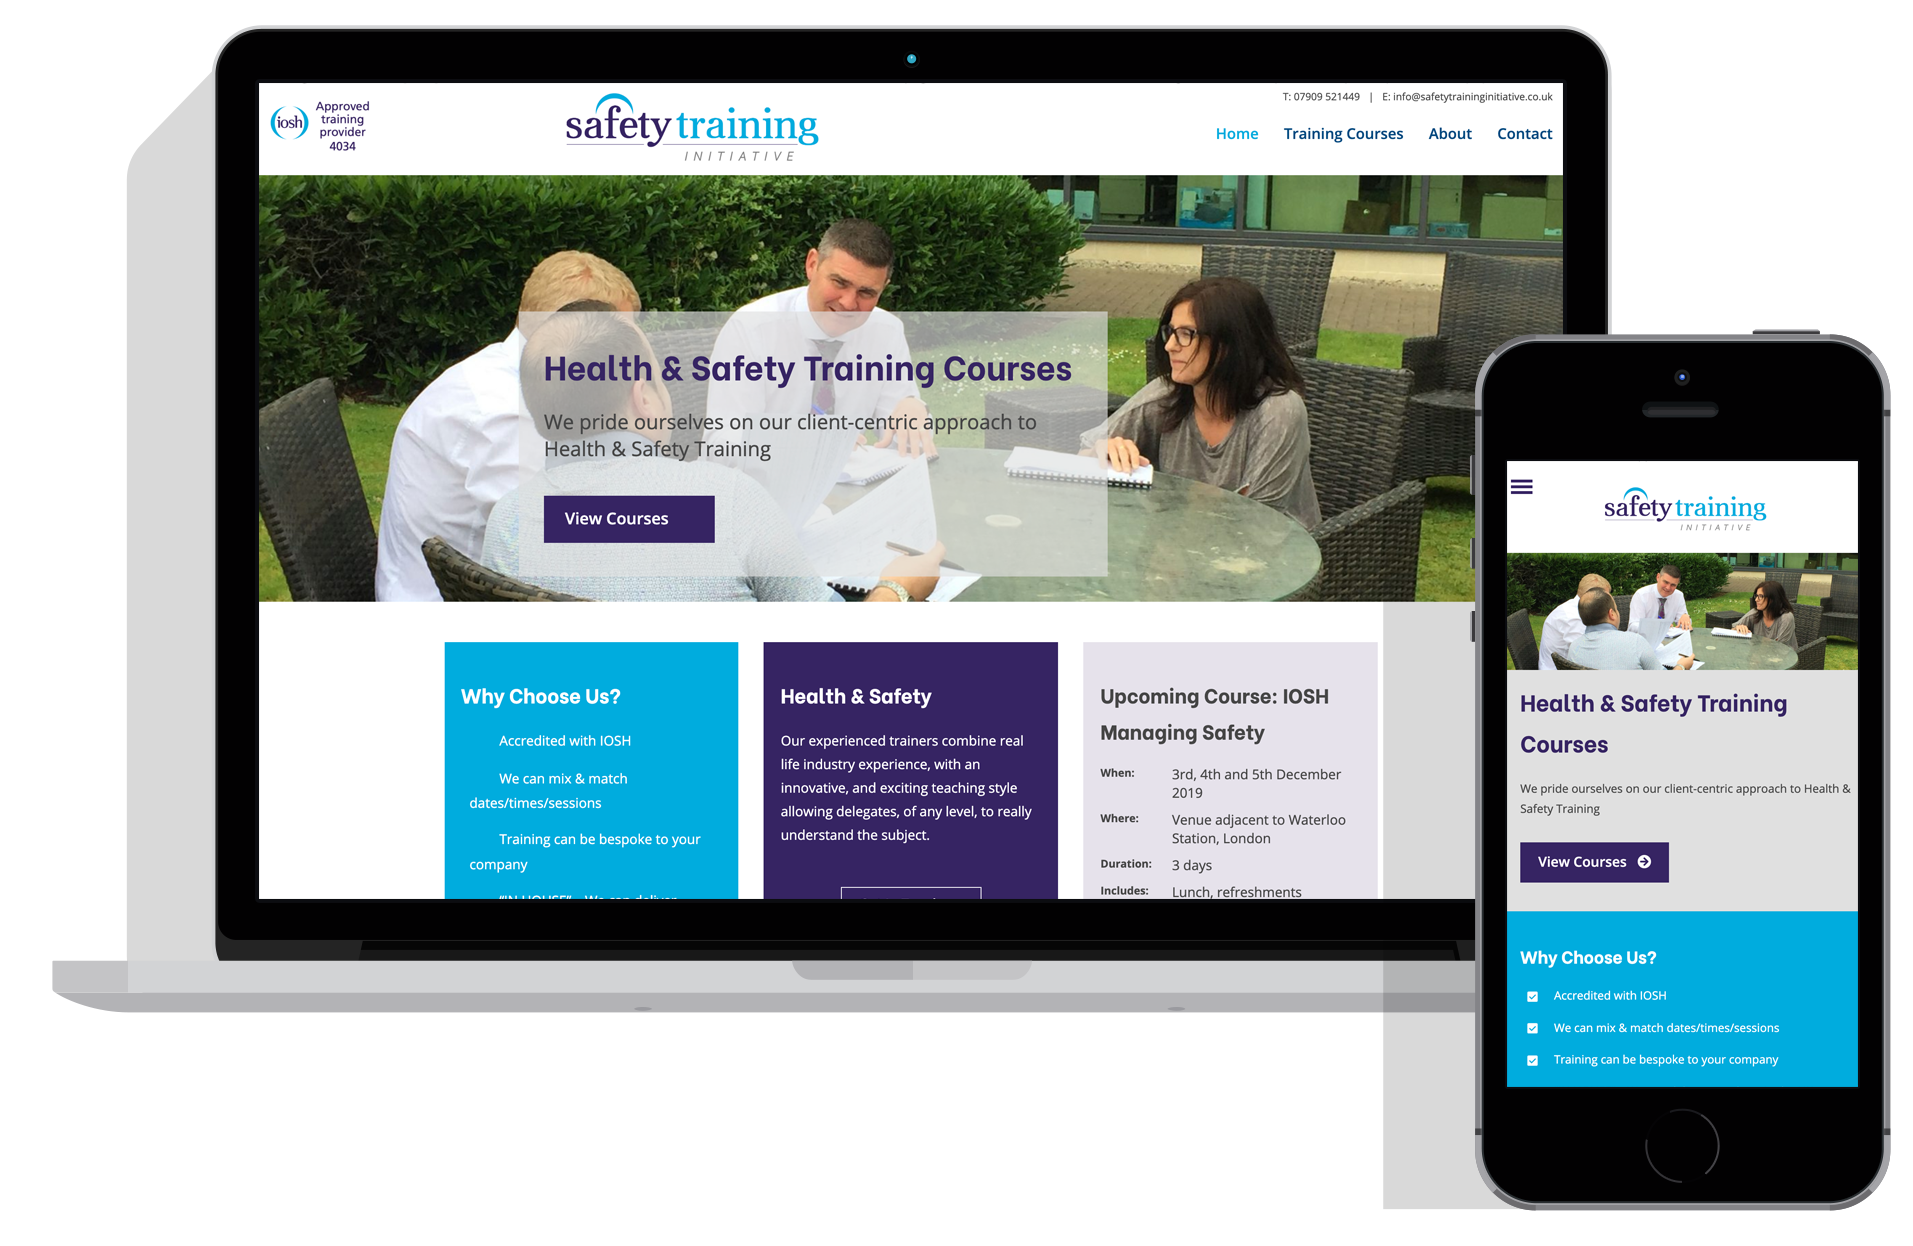 iosh
Approved
training
provider
4034
safety training
INITIATIVE
T: 07909 521449 | E: info@safetytraininginitiative.co.uk
Home Training Courses About Contact
Health & Safety Training Courses
We pride ourselves on our client-centric approach to
Health & Safety Training
View Courses
Why Choose Us?
Accredited with IOSH
We can mix & match
dates/times/sessions
Training can be bespoke to your
company
"IN HOUSE" - We can deliver
Health & Safety
Our experienced trainers combine real
life industry experience, with an
innovative, and exciting teaching style
allowing delegates, of any level, to really
understand the subject.
Upcoming Course: IOSH
Managing Safety
When: 3rd, 4th and 5th December
2019
Where: Venue adjacent to Waterloo
Station, London
Duration: 3 days
Includes: Lunch, refreshments
safety training
INITIATIVE
Health & Safety Training
Courses
We pride ourselves on our client-centric approach to Health &
Safety Training
View Courses
Why Choose Us?
Accredited with IOSH
We can mix & match dates/times/sessions
Training can be bespoke to your company